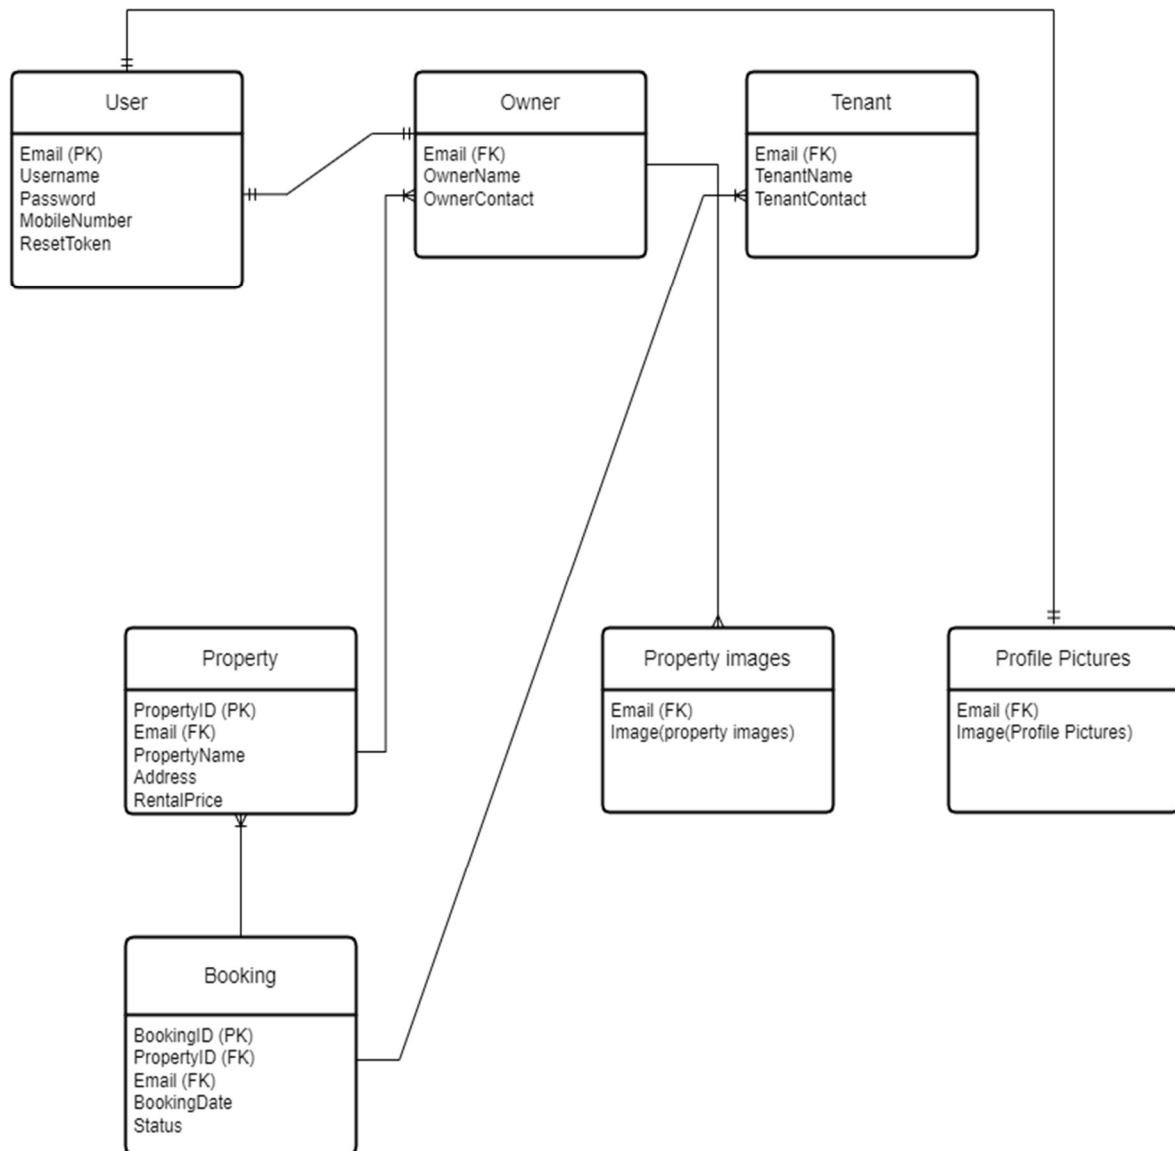 User
Email (PK)
Username
Password
MobileNumber
ResetToken
Owner
Email (FK)
OwnerName
OwnerContact
Tenant
Email (FK)
TenantName
TenantContact
Property
PropertyID (PK)
Email (FK)
PropertyName
Address
RentalPrice
Property images
Email (FK)
Image(property images)
Profile Pictures
Email (FK)
Image(Profile Pictures)
Booking
BookingID (PK)
PropertyID (FK)
Email (FK)
BookingDate
Status